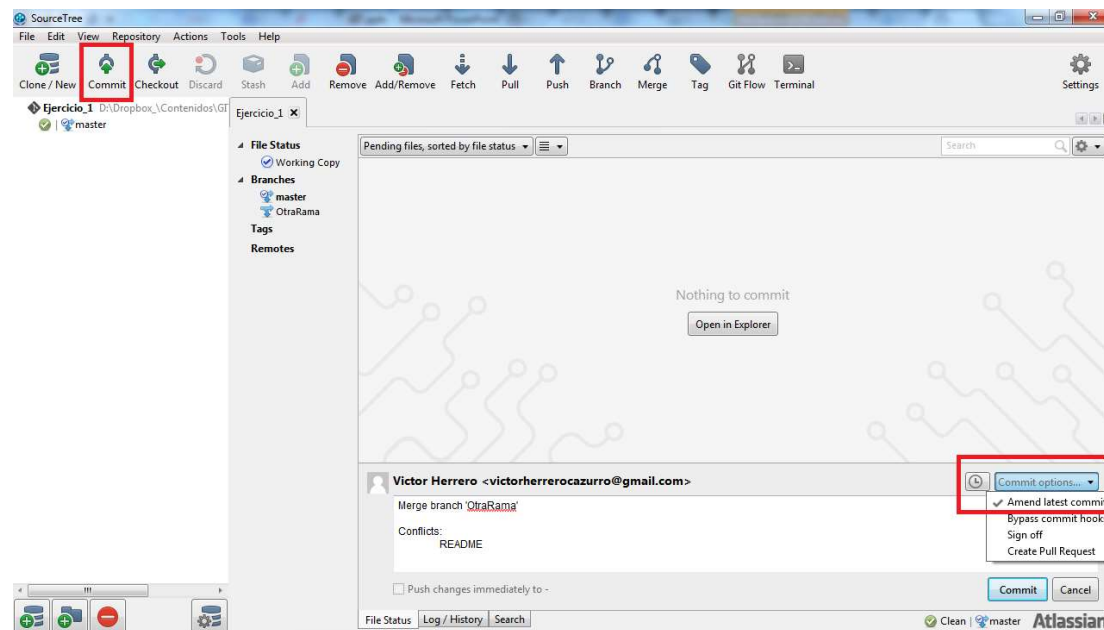 SourceTree
File Edit View Repository Actions Tools Help
Clone / New Commit Checkout Discard Stash Add Remove Add/Remove Fetch Pull Push Branch Merge Tag Git Flow Terminal Settings
Ejercicio_1 D:\Dropbox_\Contenidos\GI
master
Ejercicio_1
File Status
Working Copy
Branches
master
OtraRama
Tags
Remotes
Pending files, sorted by file status
Search
Nothing to commit
Open in Explorer
Victor Herrero <victorherrerocazurro@gmail.com>
Commit options...
Merge branch 'OtraRama'
Conflicts:
README
Amend latest commit
Bypass commit hooks
Sign off
Create Pull Request
Push changes immediately to -
Commit Cancel
File Status Log / History Search
Clean master Atlassian